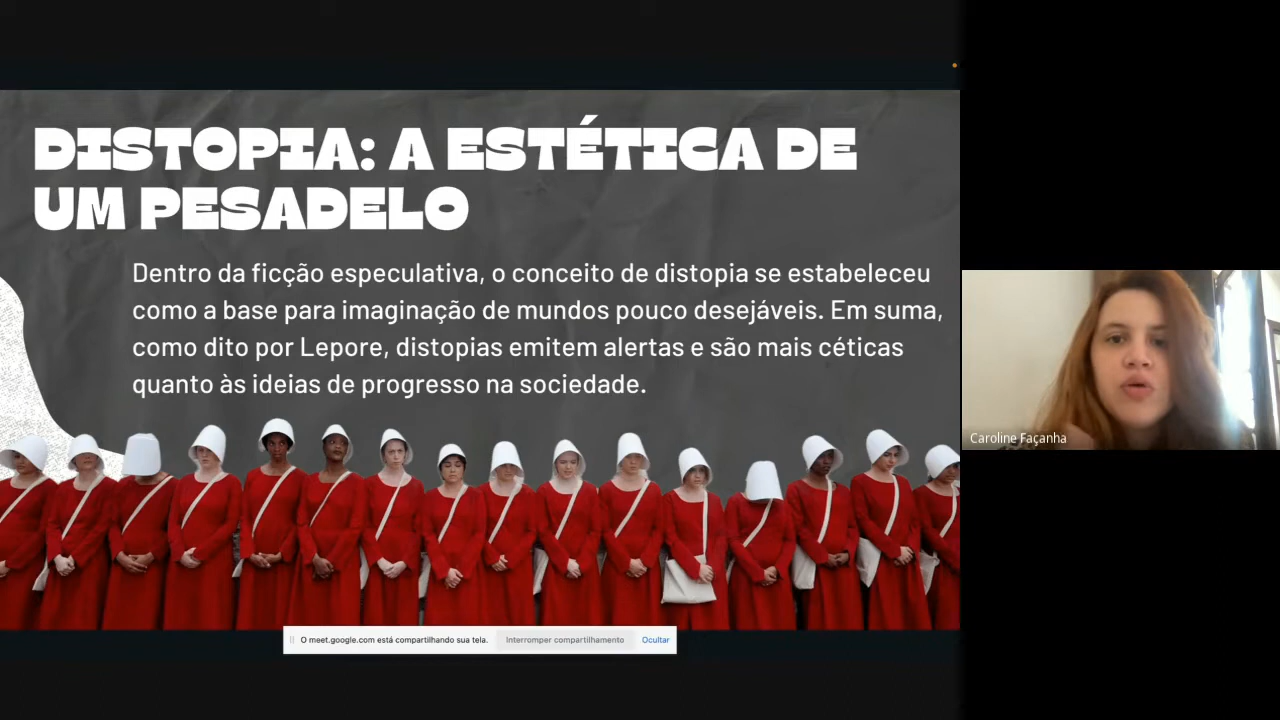 DISTOPIA: A ESTÉTICA DE
UM PESADELO
Dentro da ficção especulativa, o conceito de distopia se estabeleceu
como a base para imaginação de mundos pouco desejáveis. Em suma,
como dito por Lepore, distopias emitem alertas e são mais céticas
quanto às ideias de progresso na sociedade.
Caroline Façanha
O meet.google.com está compartilhando sua tela. Interromper compartilhamento Ocultar